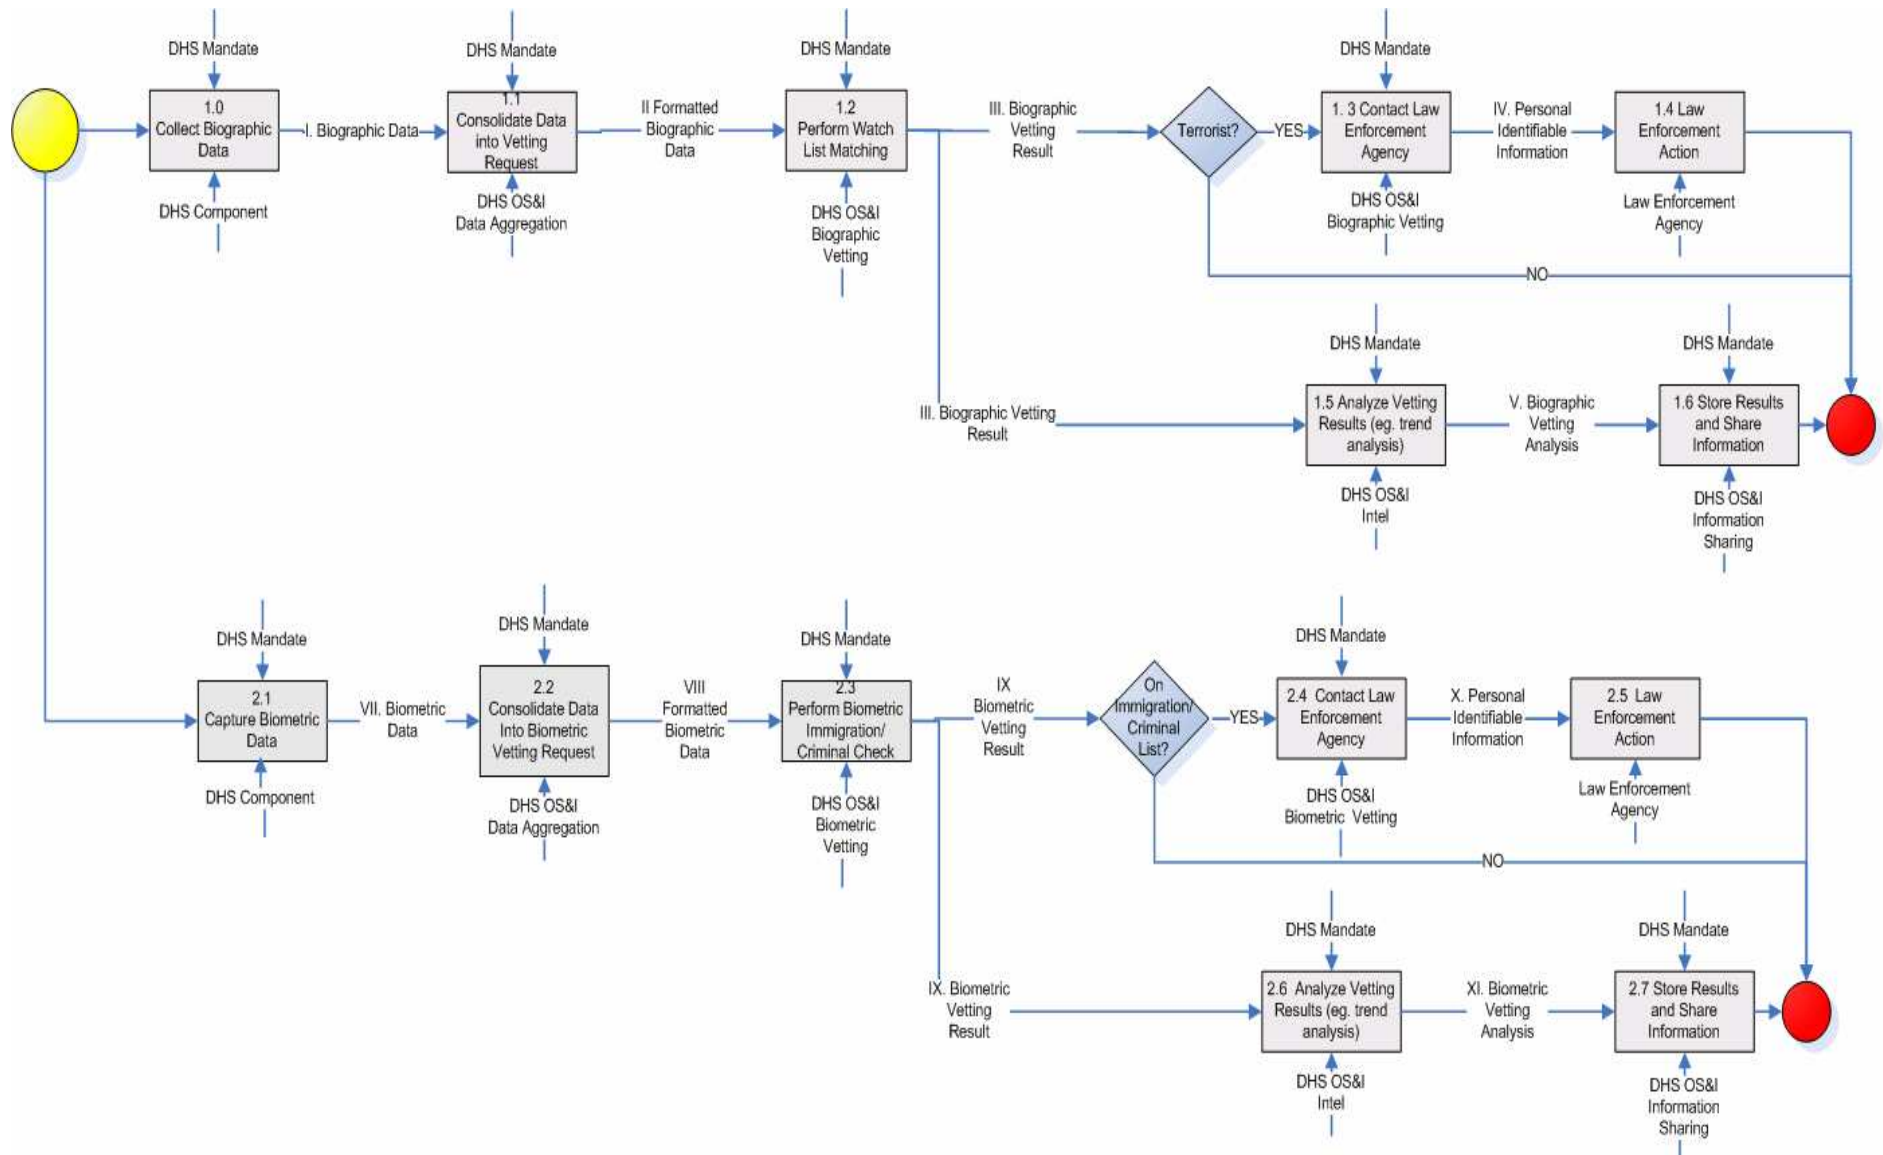 DHS Mandate
1.0
Collect Biographic
Data
DHS Component
I. Biographic Data
DHS Mandate
1.1
Consolidate Data
into Vetting
Request
DHS OS&I
Data Aggregation
II Formatted
Biographic
Data
DHS Mandate
1.2
Perform Watch
List Matching
DHS OS&I
Biographic
Vetting
III. Biographic
Vetting
Result
Terrorist?
YES
NO
DHS Mandate
1. 3 Contact Law
Enforcement
Agency
DHS OS&I
Biographic Vetting
IV. Personal
Identifiable
Information
1.4 Law
Enforcement
Action
Law Enforcement
Agency
III. Biographic Vetting
Result
DHS Mandate
1.5 Analyze Vetting
Results (eg. trend
analysis)
DHS OS&I
Intel
V. Biographic
Vetting
Analysis
DHS Mandate
1.6 Store Results
and Share
Information
DHS OS&I
Information
Sharing
DHS Mandate
2.1
Capture Biometric
Data
DHS Component
VII. Biometric
Data
DHS Mandate
2.2
Consolidate Data
Into Biometric
Vetting Request
DHS OS&I
Data Aggregation
VIII
Formatted
Biometric
Data
DHS Mandate
2.3
Perform Biometric
Immigration/
Criminal Check
DHS OS&I
Biometric
Vetting
IX
Biometric
Vetting
Result
On
Immigration/
Criminal
List?
YES
NO
DHS Mandate
2.4 Contact Law
Enforcement
Agency
DHS OS&I
Biometric Vetting
X. Personal
Identifiable
Information
2.5 Law
Enforcement
Action
Law Enforcement
Agency
IX. Biometric
Vetting
Result
DHS Mandate
2.6 Analyze Vetting
Results (eg. trend
analysis)
DHS OS&I
Intel
XI. Biometric
Vetting
Analysis
DHS Mandate
2.7 Store Results
and Share
Information
DHS OS&I
Information
Sharing